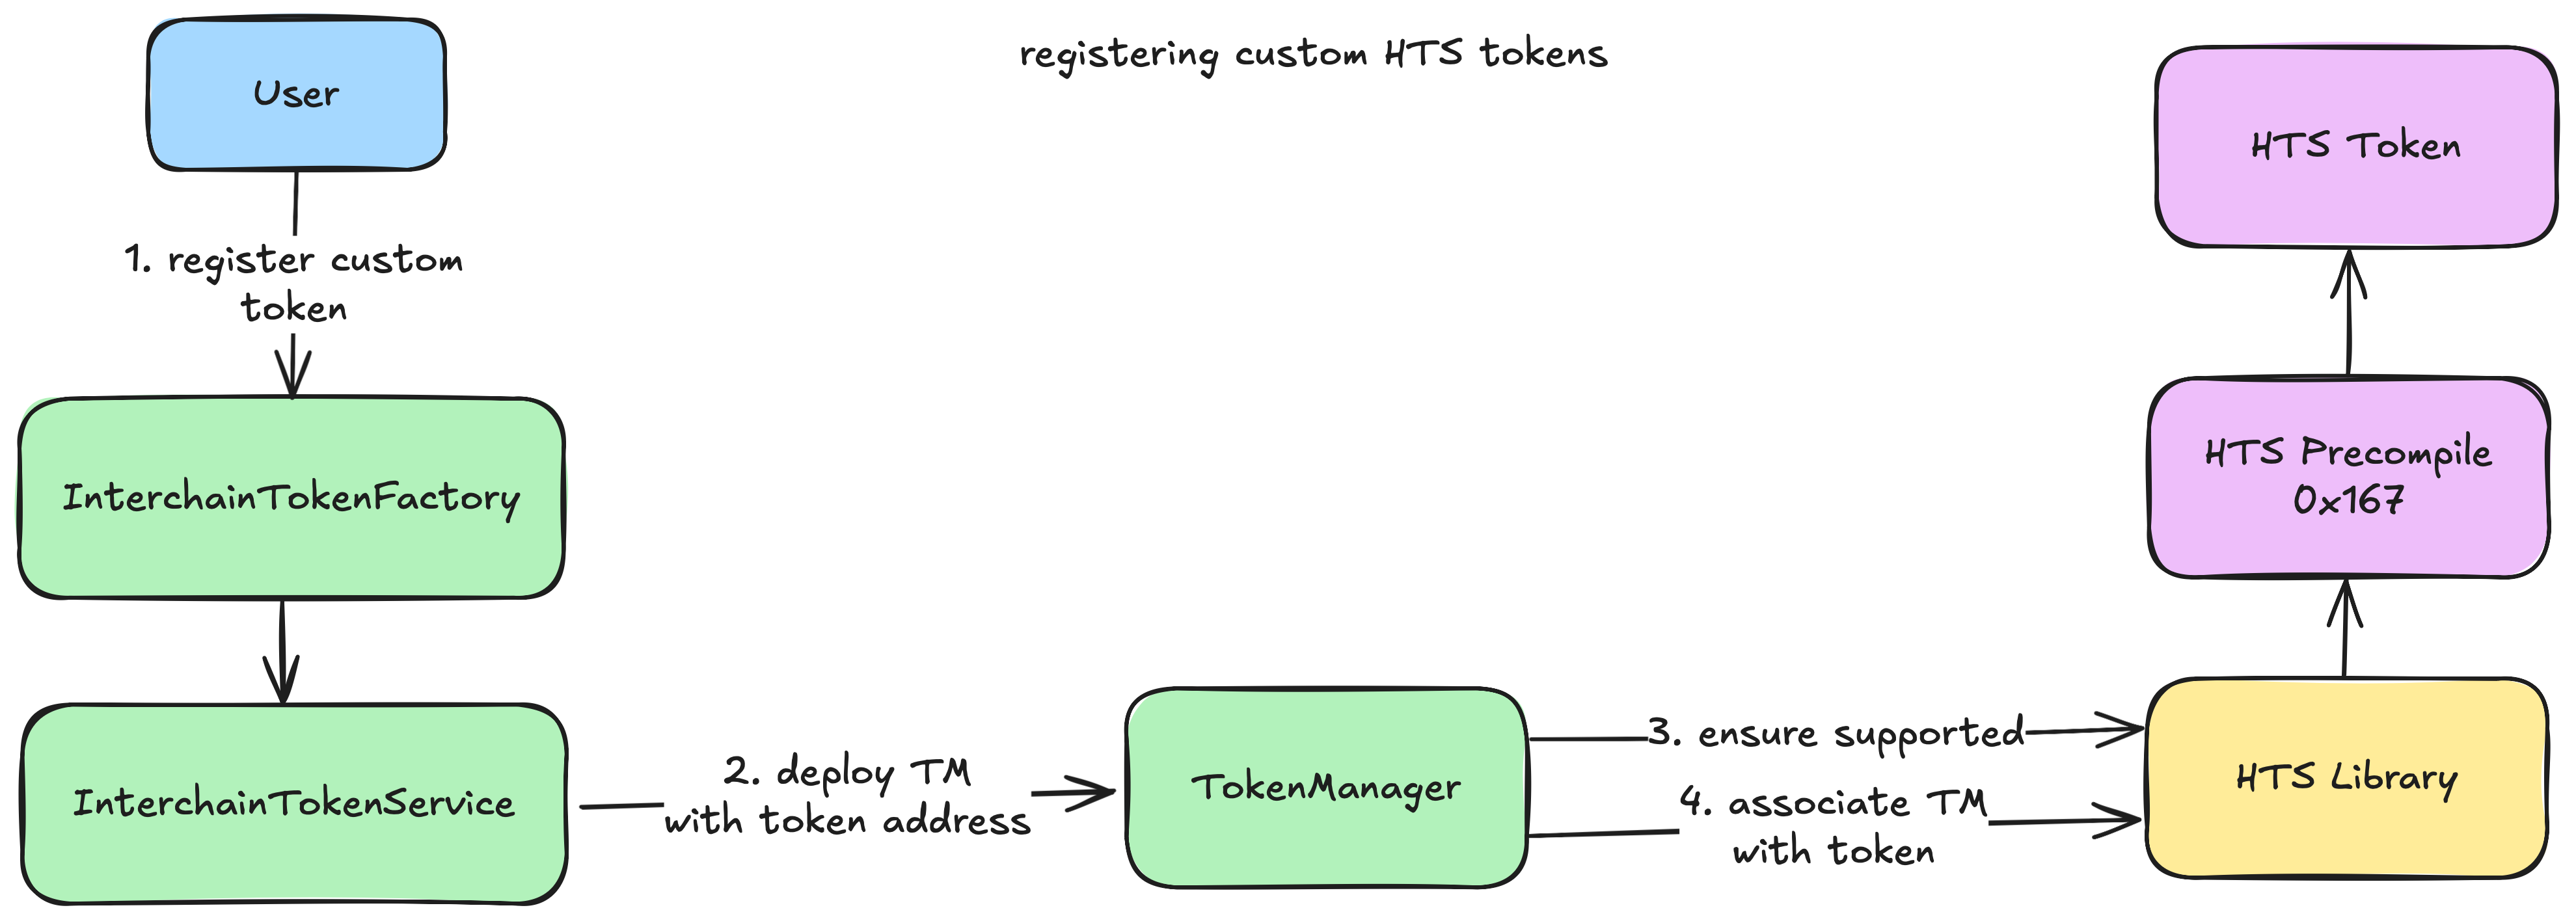 registering custom HTS tokens
User
1. register custom
token
InterchainTokenFactory
InterchainTokenService
2. deploy TM
with token address
TokenManager
3. ensure supported
4. associate TM
with token
HTS Library
HTS Precompile
0x167
HTS Token